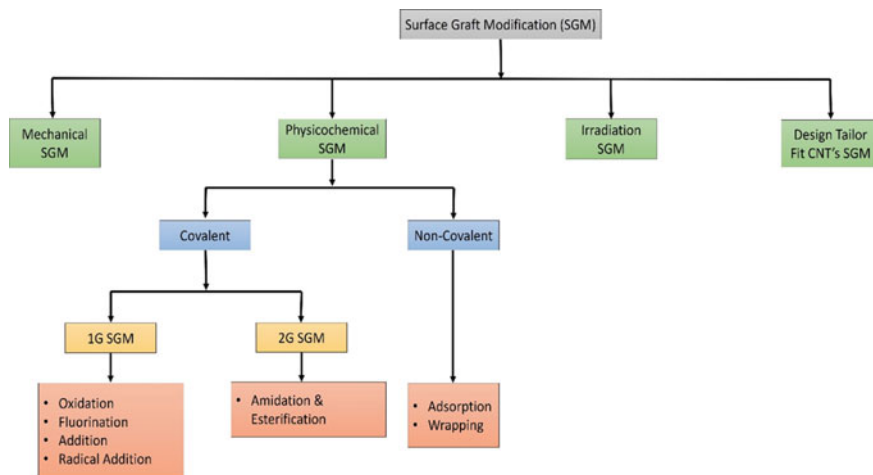 Surface Graft Modification (SGM)
Mechanical
SGM
Physicochemical
SGM
Irradiation
SGM
Design Tailor
Fit CNT's SGM
Covalent
Non-Covalent
1G SGM
2G SGM
• Oxidation
• Fluorination
• Addition
• Radical Addition
• Amidation &
Esterification
• Adsorption
• Wrapping